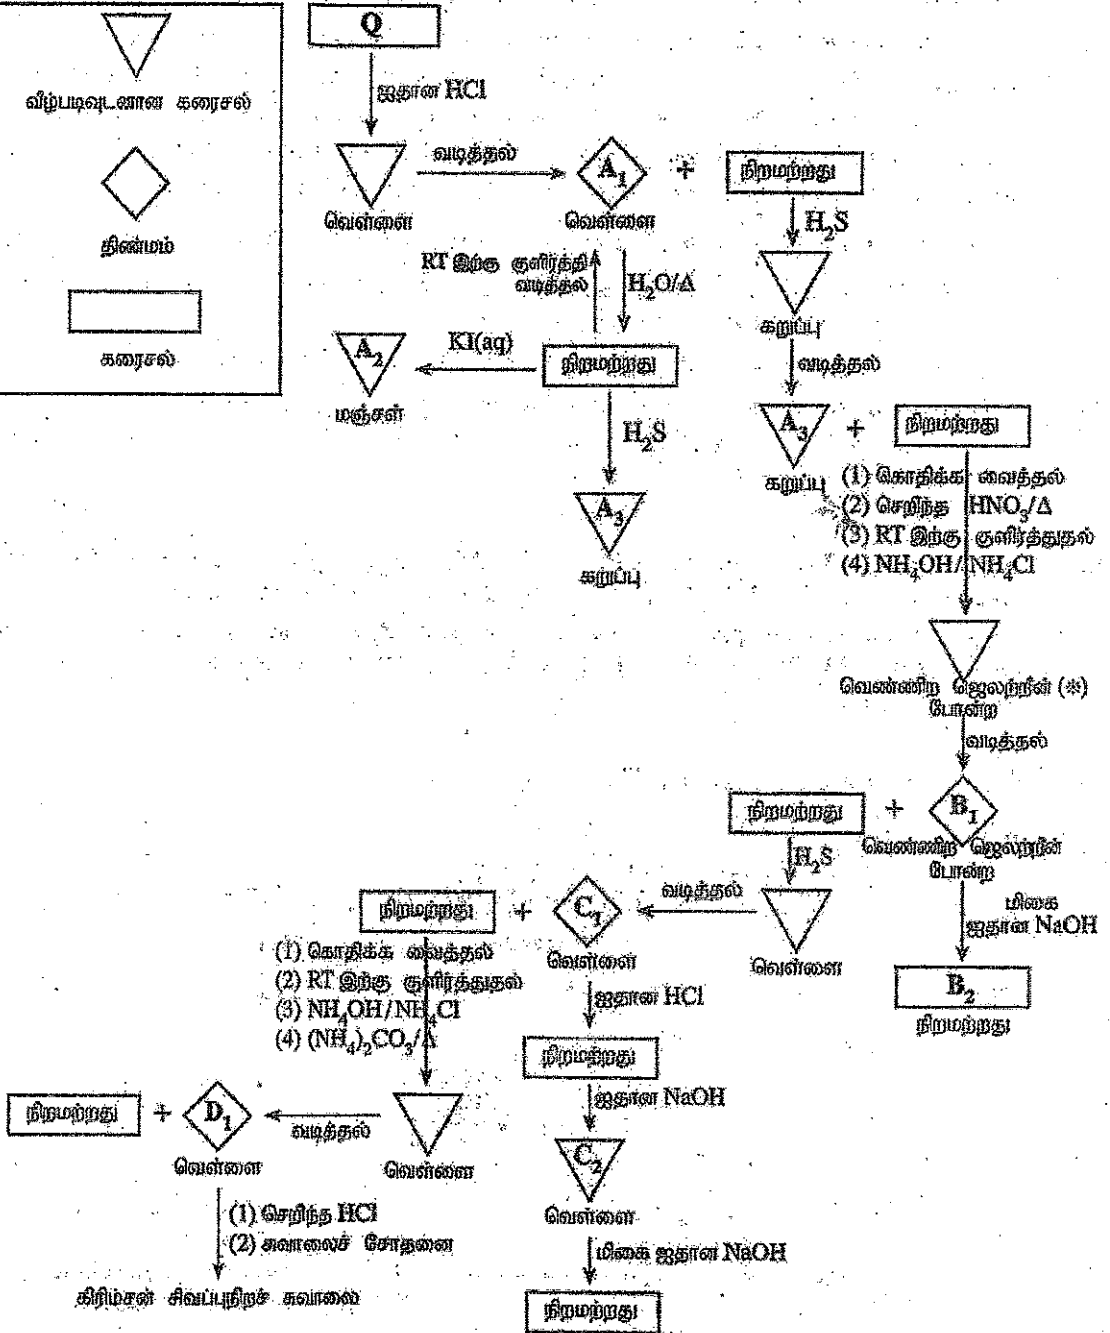 Q
வீழ்படிவுடனான கரைசல்
ஐதான HCl
திண்மம்
கரைசல்
வடித்தல்
A₁
+
நிறமற்றது
வெள்ளை
வெள்ளை
H₂S
RT இற்கு குளிர்த்தி
வடித்தல்
H₂O/Δ
கறுப்பு
A₂
KI(aq)
நிறமற்றது
வடித்தல்
மஞ்சள்
H₂S
A₃
+
நிறமற்றது
கறுப்பு
(1) கொதிக்க வைத்தல்
(2) செறிந்த HNO₃/Δ
(3) RT இற்கு குளிர்த்துதல்
(4) NH₄OH/NH₄Cl
A₃
கறுப்பு
வெண்ணிற ஜெலற்றீன் (※)
போன்ற
வடித்தல்
நிறமற்றது
+
B₁
வெண்ணிற ஜெலற்றீன்
போன்ற
H₂S
மிகை
ஐதான NaOH
நிறமற்றது
+
C₁
வடித்தல்
வெள்ளை
வெள்ளை
B₂
நிறமற்றது
(1) கொதிக்க வைத்தல்
(2) RT இற்கு குளிர்த்துதல்
(3) NH₄OH/NH₄Cl
(4) (NH₄)₂CO₃/Δ
ஐதான HCl
நிறமற்றது
ஐதான NaOH
நிறமற்றது
+
D₁
வடித்தல்
வெள்ளை
வெள்ளை
C₂
வெள்ளை
(1) செறிந்த HCl
(2) சுவாலைச் சோதனை
மிகை ஐதான NaOH
கிரிம்சன் சிவப்புநிறச் சுவாலை
நிறமற்றது